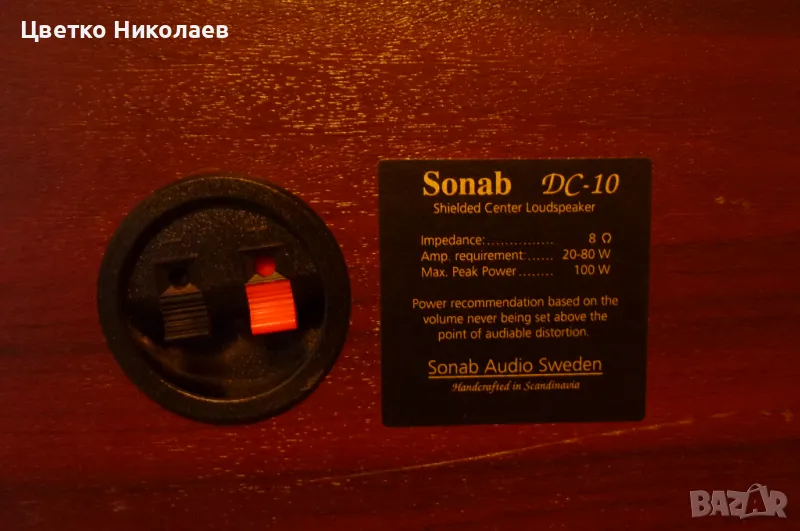 Цветко Николаев
Sonab DC-10
Shielded Center Loudspeaker
Impedance:............... 8 Ω
Amp. requirement...... 20-80 W
Max. Peak Power........ 100 W
Power recommendation based on the
volume never being set above the
point of audiable distortion.
Sonab Audio Sweden
Handcrafted in Scandinavia
BAZAR